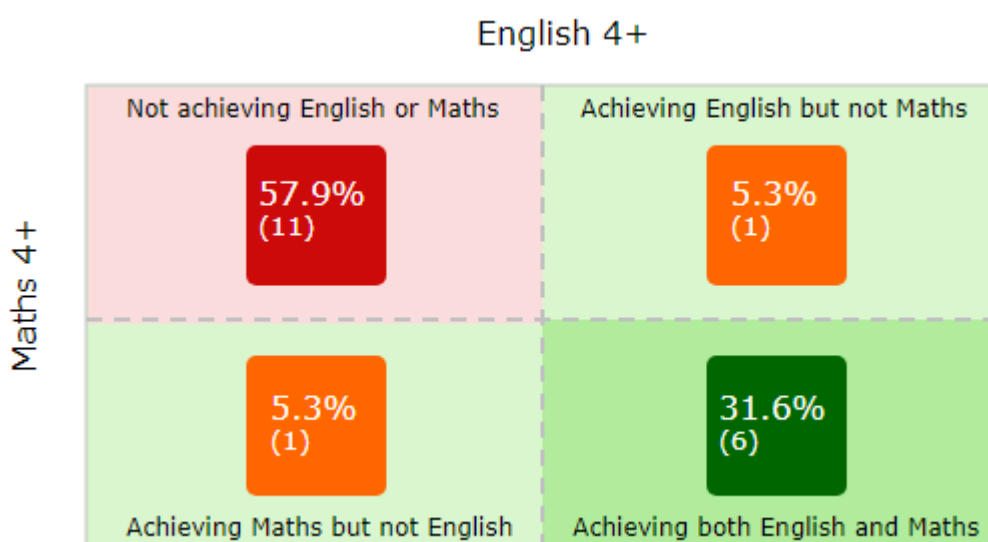 English 4+
Not achieving English or Maths
Achieving English but not Maths
57.9%
(11)
5.3%
(1)
Maths 4+
5.3%
(1)
31.6%
(6)
Achieving Maths but not English
Achieving both English and Maths